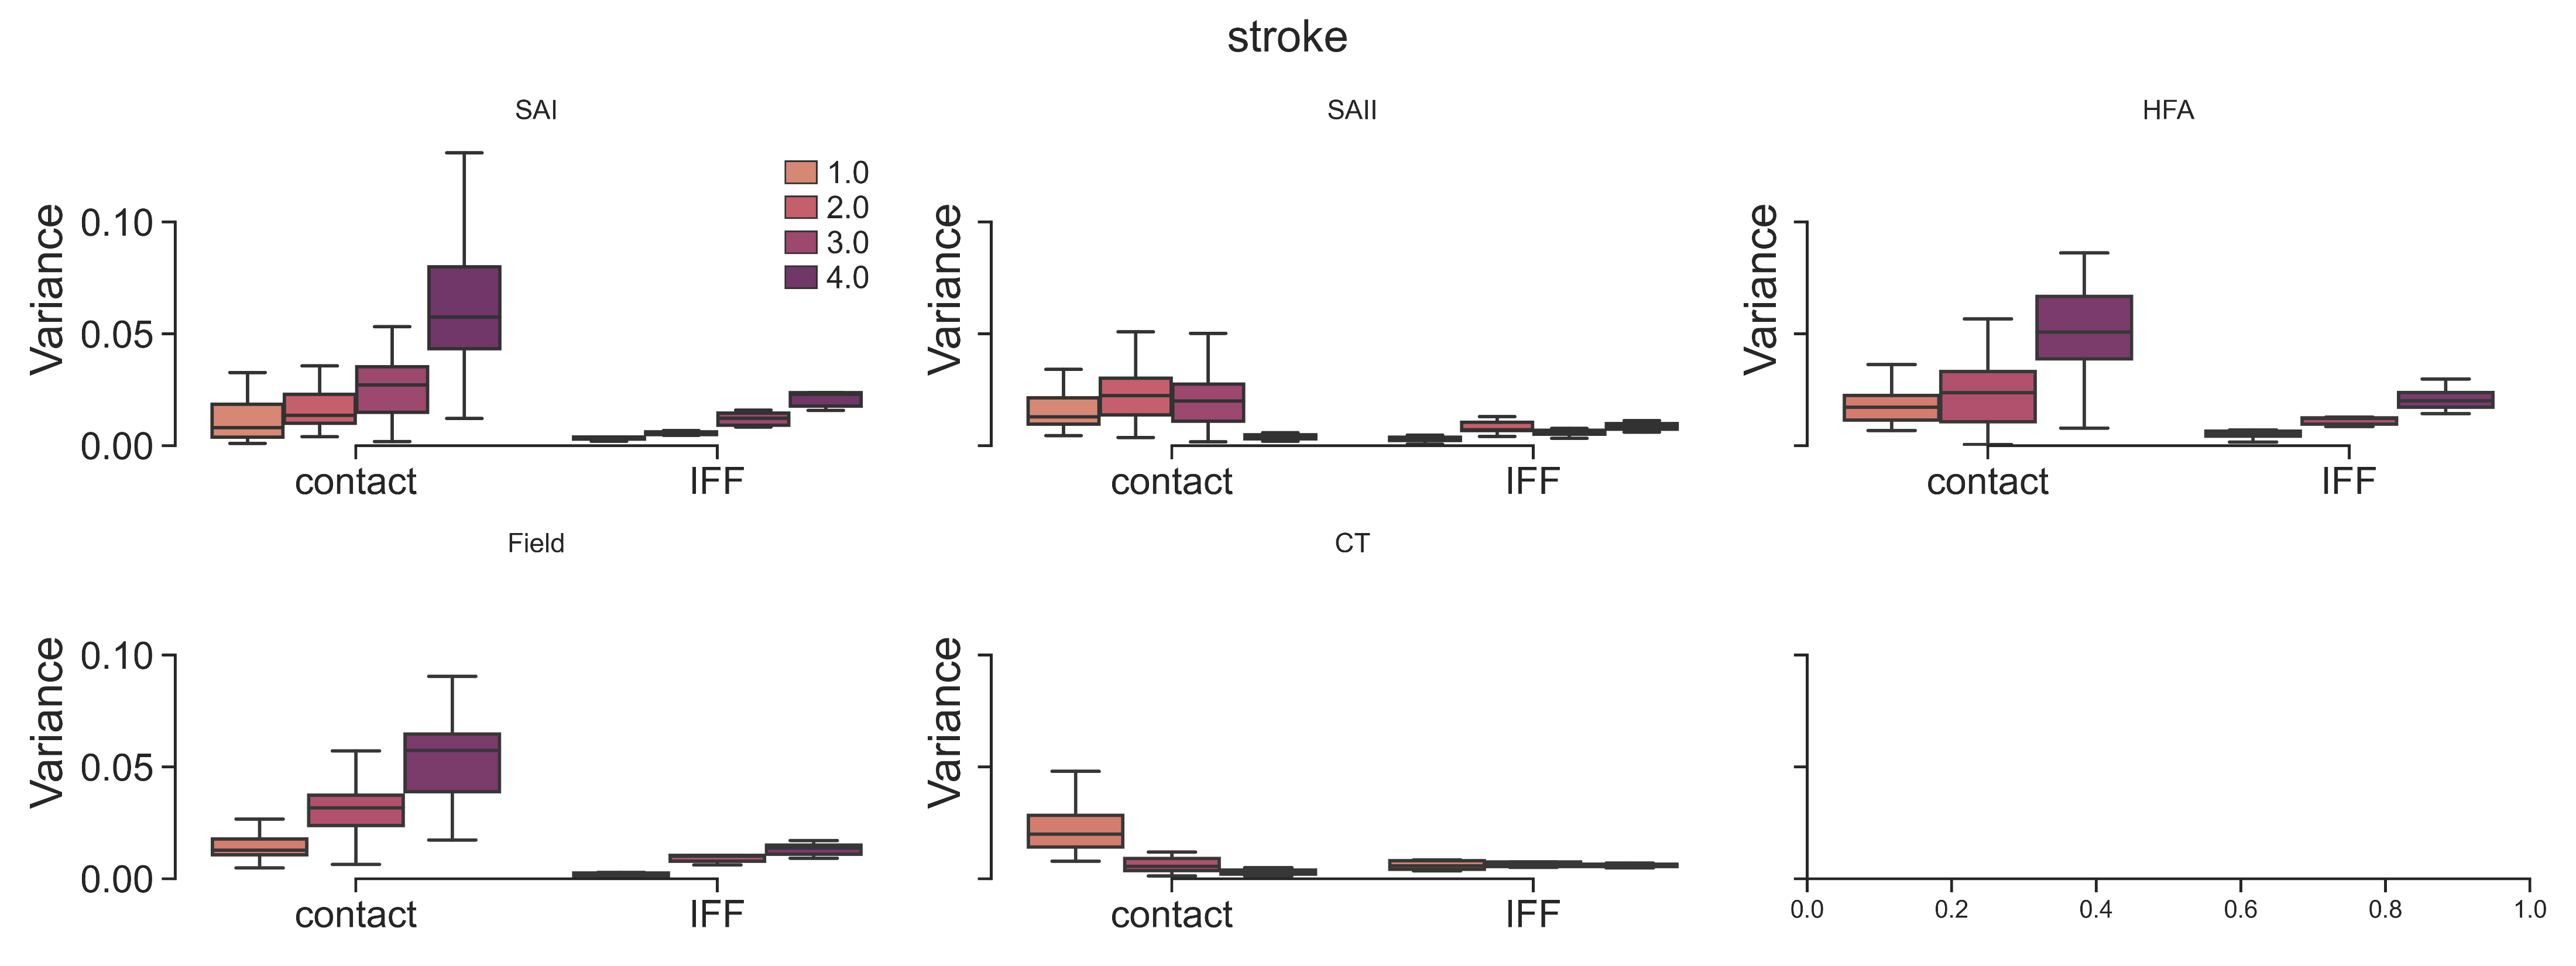 stroke
SAI
SAII
HFA
Variance
0.10
0.05
0.00
1.0
2.0
3.0
4.0
contact
IFF
Variance
contact
IFF
Variance
contact
IFF
Field
CT
Variance
0.10
0.05
0.00
contact
IFF
Variance
contact
IFF
0.0 0.2 0.4 0.6 0.8 1.0